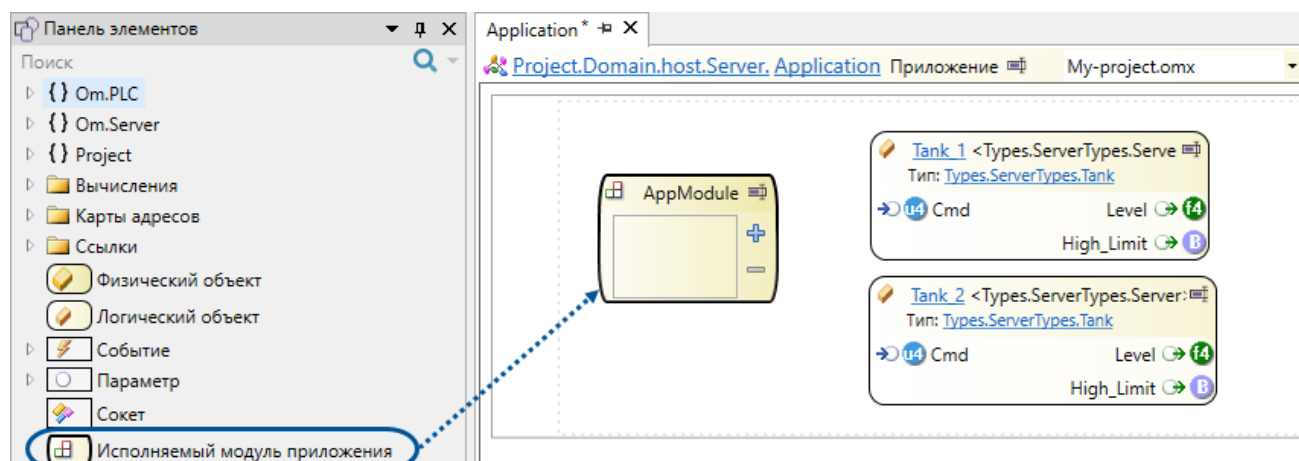 Панель элементов
Поиск
{} Om.PLC
{} Om.Server
{} Project
Вычисления
Карты адресов
Ссылки
Физический объект
Логический объект
Событие
Параметр
Сокет
Исполняемый модуль приложения
Application*
Project.Domain.host.Server. Application Приложение My-project.omx
AppModule
Tank_1 <Types.ServerTypes.Serve
Тип: Types.ServerTypes.Tank
u4 Cmd Level f4
High_Limit B
Tank_2 <Types.ServerTypes.Server:
Тип: Types.ServerTypes.Tank
u4 Cmd Level f4
High_Limit B